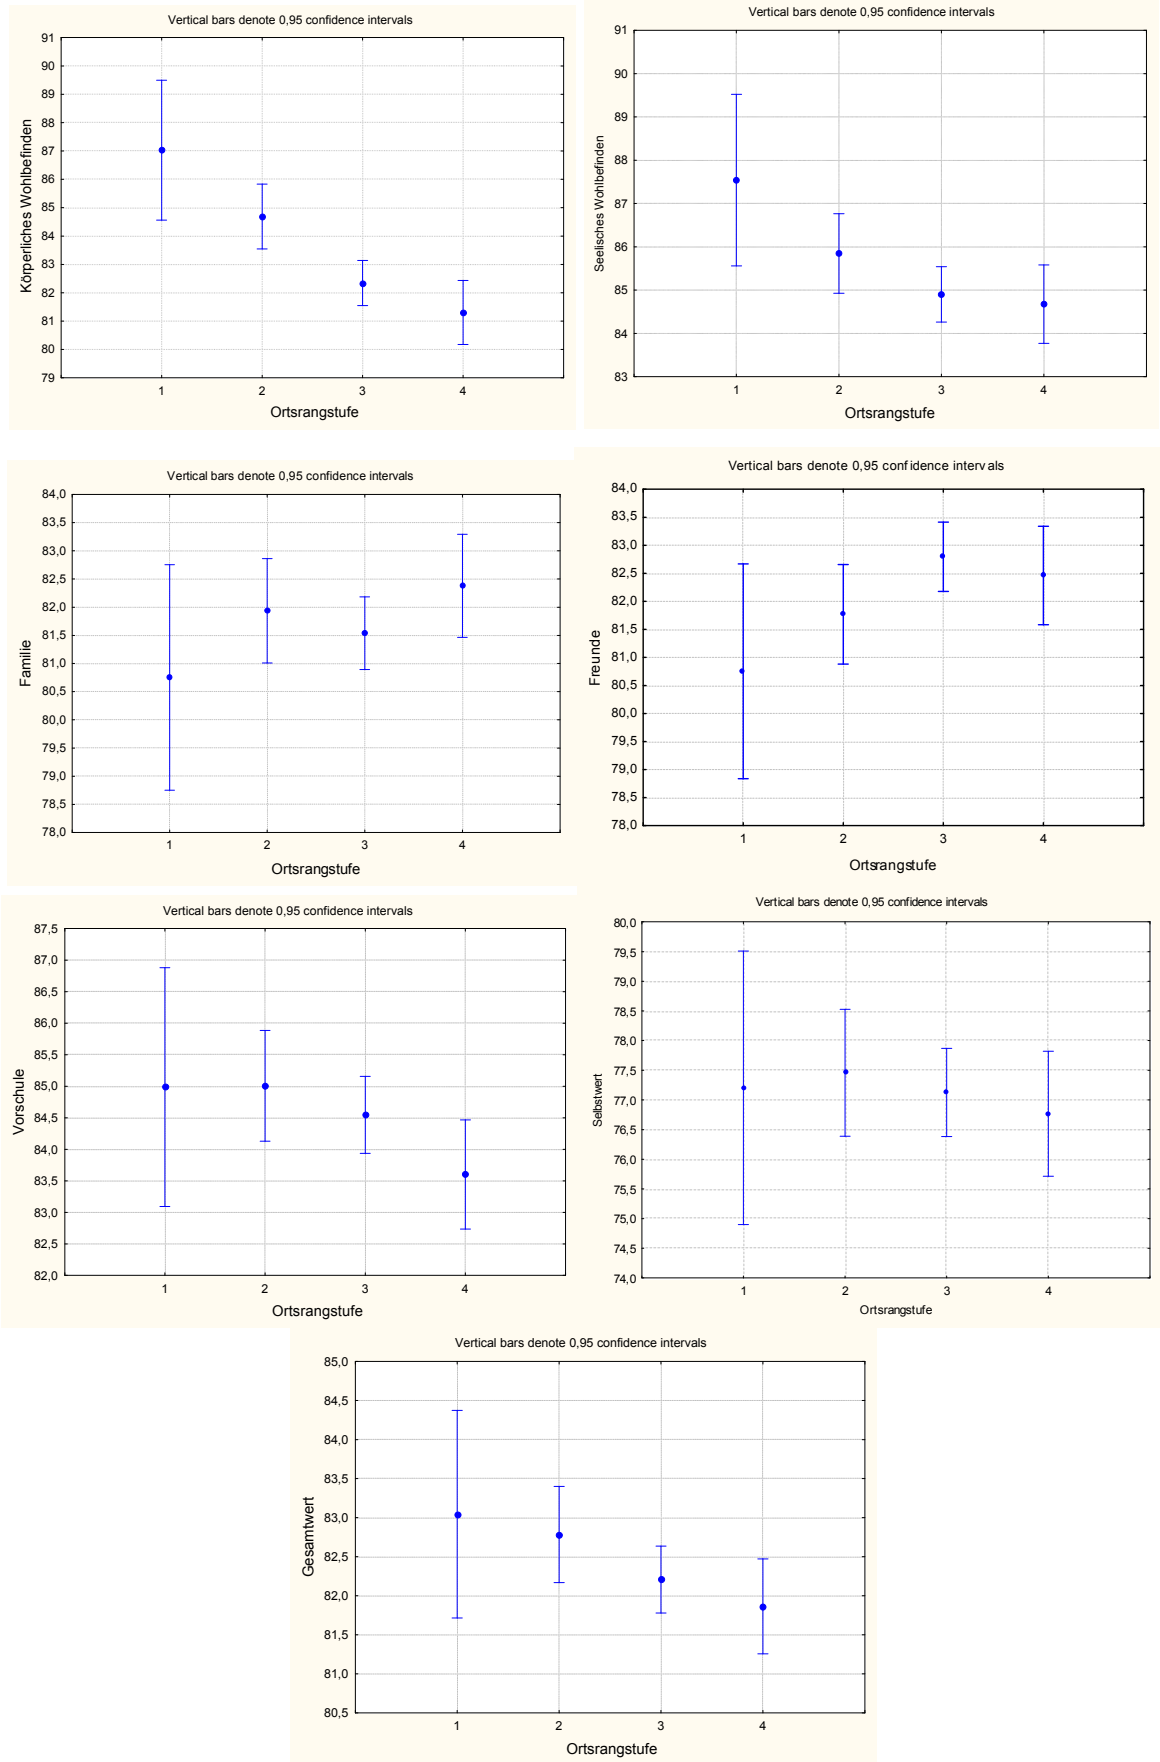 Vertical bars denote 0,95 confidence intervals
91
90
89
88
87
86
85
84
83
82
81
80
79
Körperliches Wohlbefinden
1 2 3 4
Ortsrangstufe
Vertical bars denote 0,95 confidence intervals
91
90
89
88
87
86
85
84
83
Seelisches Wohlbefinden
1 2 3 4
Ortsrangstufe
Vertical bars denote 0,95 confidence intervals
84,0
83,5
83,0
82,5
82,0
81,5
81,0
80,5
80,0
79,5
79,0
78,5
78,0
Familie
1 2 3 4
Ortsrangstufe
Vertical bars denote 0,95 confidence intervals
84,0
83,5
83,0
82,5
82,0
81,5
81,0
80,5
80,0
79,5
79,0
78,5
78,0
Freunde
1 2 3 4
Ortsrangstufe
Vertical bars denote 0,95 confidence intervals
87,5
87,0
86,5
86,0
85,5
85,0
84,5
84,0
83,5
83,0
82,5
82,0
Vorschule
1 2 3 4
Ortsrangstufe
Vertical bars denote 0,95 confidence intervals
80,0
79,5
79,0
78,5
78,0
77,5
77,0
76,5
76,0
75,5
75,0
74,5
74,0
Selbstwert
1 2 3 4
Ortsrangstufe
Vertical bars denote 0,95 confidence intervals
85,0
84,5
84,0
83,5
83,0
82,5
82,0
81,5
81,0
80,5
Gesamtwert
1 2 3 4
Ortsrangstufe